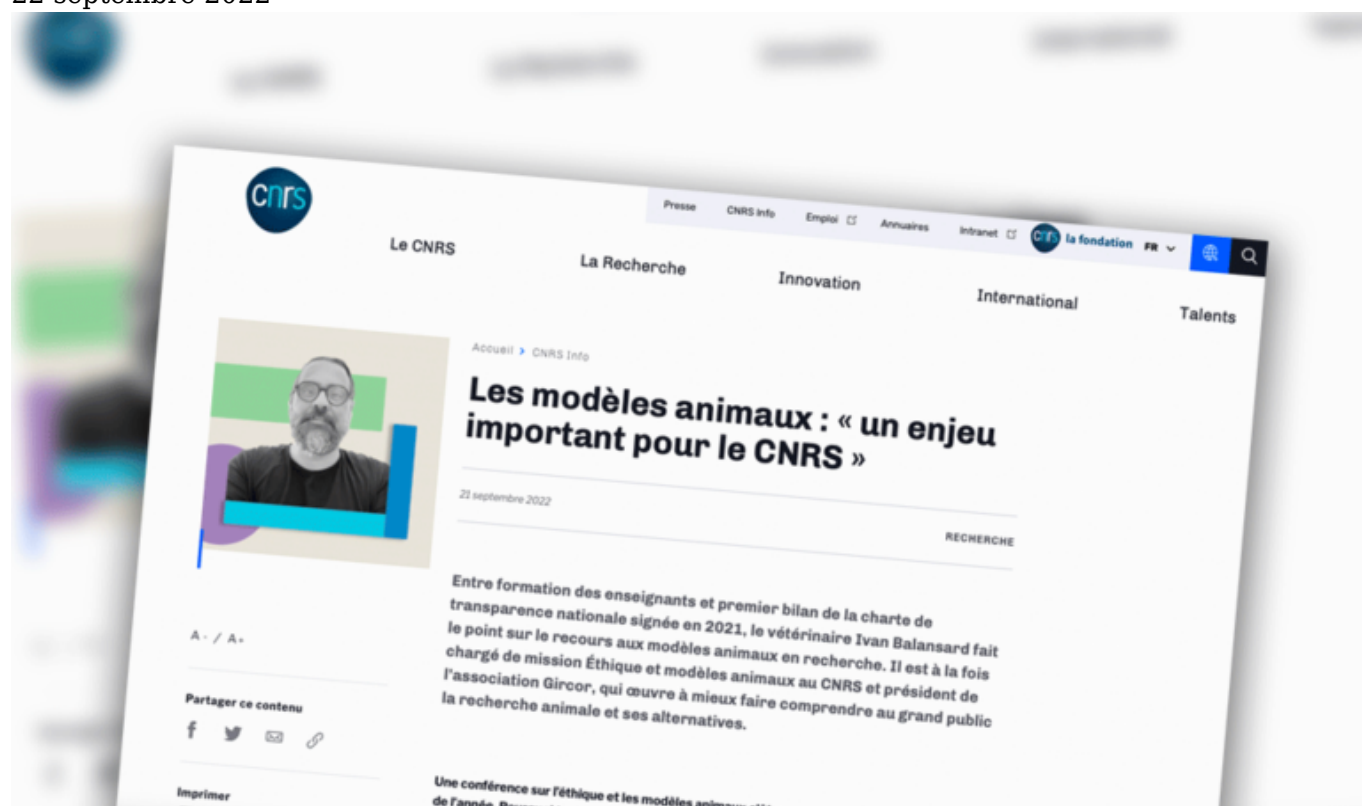 22 septembre 2022
cnrs
Presse CNRS Info Emploi Annuaires Intranet cnrs la fondation FR
Le CNRS La Recherche Innovation International Talents
Accueil > CNRS Info
Les modèles animaux : « un enjeu
important pour le CNRS »
21 septembre 2022
RECHERCHE
Entre formation des enseignants et premier bilan de la charte de
transparence nationale signée en 2021, le vétérinaire Ivan Balansard fait
le point sur le recours aux modèles animaux en recherche. Il est à la fois
chargé de mission Éthique et modèles animaux au CNRS et président de
l'association Gircor, qui œuvre à mieux faire comprendre au grand public
la recherche animale et ses alternatives.
A - / A+
Partager ce contenu
Imprimer
Une conférence sur l'éthique et les modèles
de l'année.